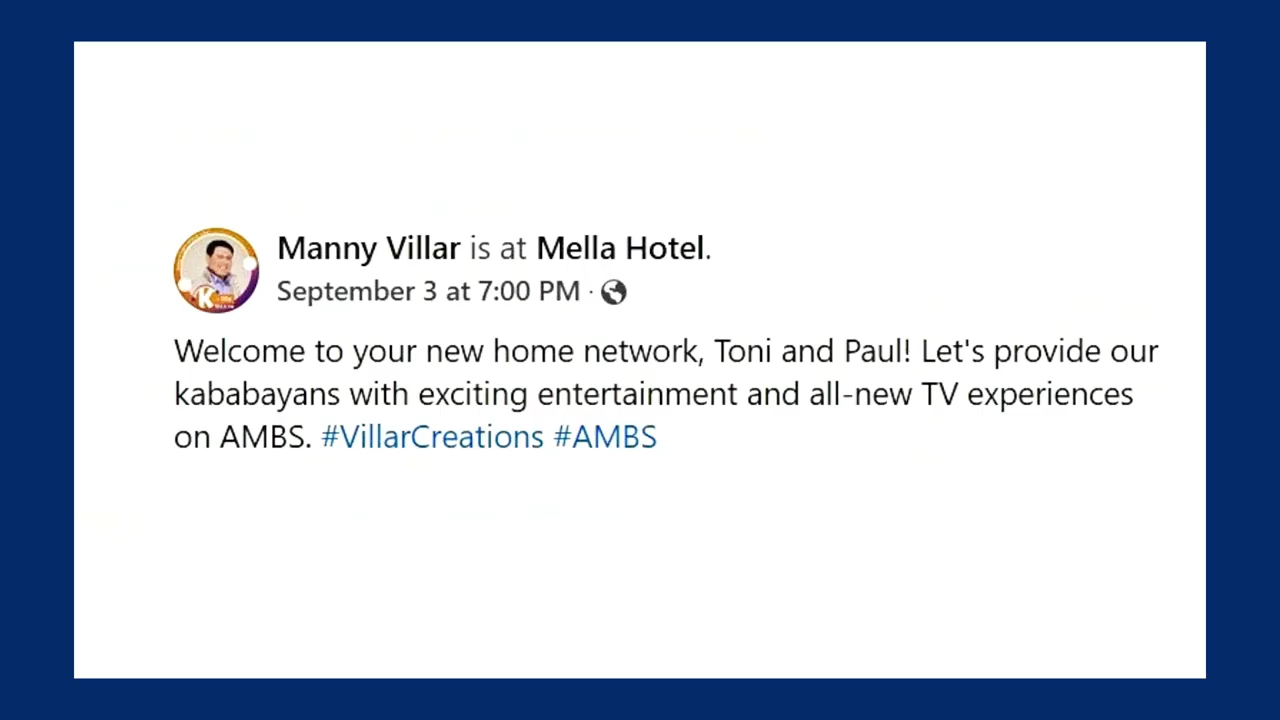 Manny Villar is at Mella Hotel.
September 3 at 7:00 PM ·
Welcome to your new home network, Toni and Paul! Let's provide our
kababayans with exciting entertainment and all-new TV experiences
on AMBS. #VillarCreations #AMBS